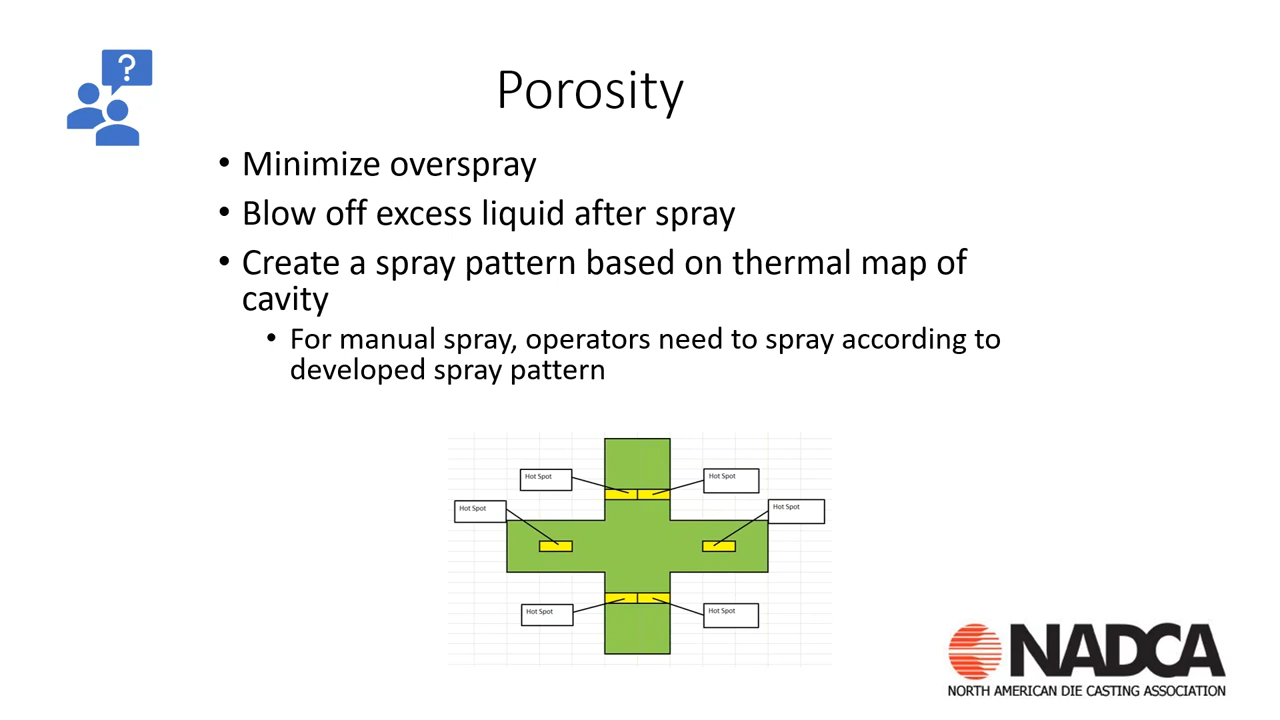 ?
Porosity
• Minimize overspray
• Blow off excess liquid after spray
• Create a spray pattern based on thermal map of
cavity
• For manual spray, operators need to spray according to
developed spray pattern
Hot Spot
Hot Spot
Hot Spot
Hot Spot
Hot Spot
Hot Spot
NADCA
NORTH AMERICAN DIE CASTING ASSOCIATION